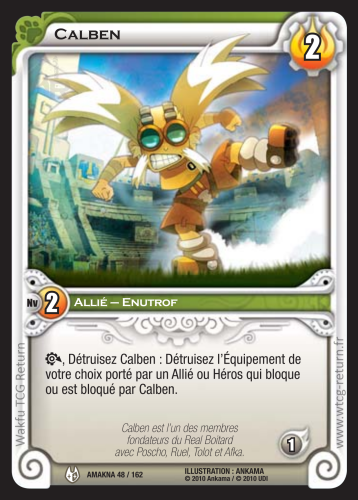 CALBEN
2
Nv 2 ALLIÉ – ENUTROF
, Détruisez Calben : Détruisez l'Équipement de
votre choix porté par un Allié ou Héros qui bloque
ou est bloqué par Calben.
Calben est l'un des membres
fondateurs du Real Boitard
avec Poscho, Ruel, Tolot et Afka.
1
AMAKNA 48 / 162
ILLUSTRATION : ANKAMA
© 2010 Ankama / © 2010 UDI
Wakfu TCG Return
www.wtcg-return.fr